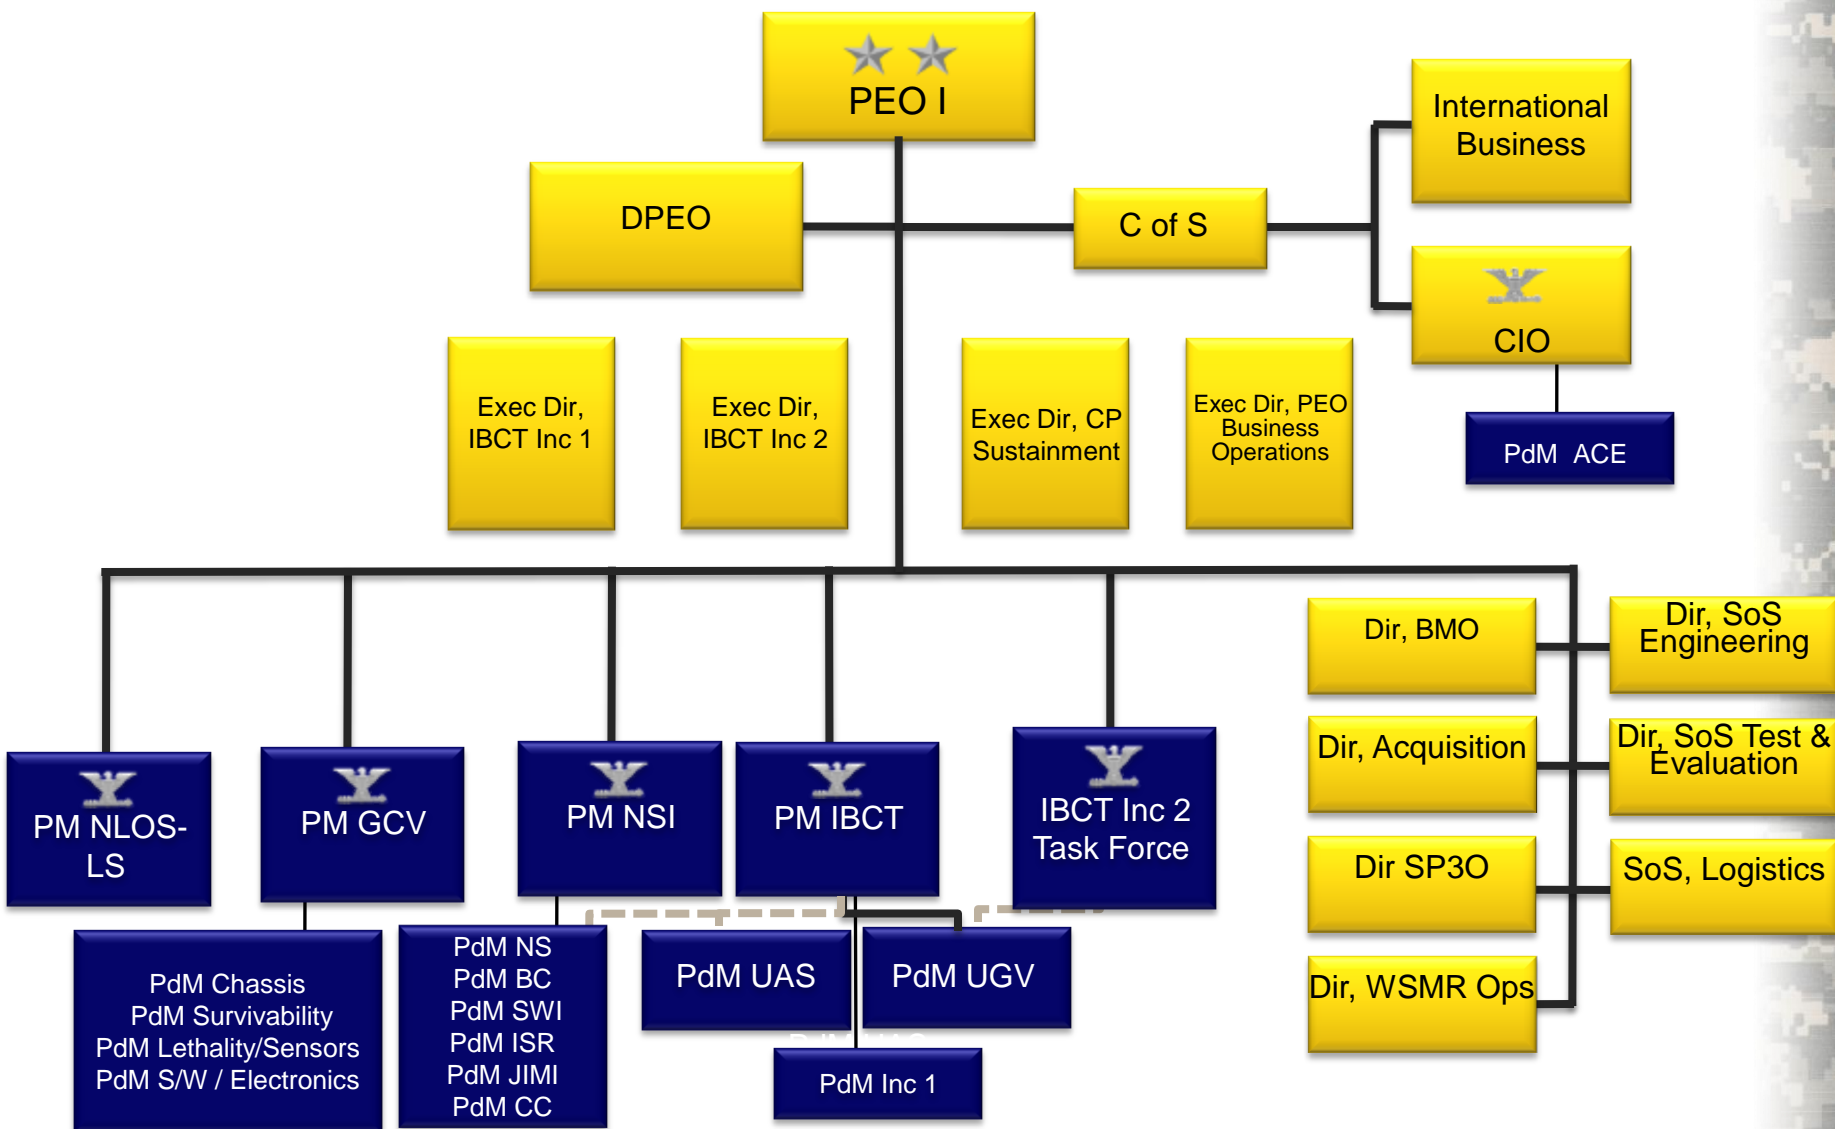 PEO I
International
Business
DPEO
C of S
CIO
Exec Dir,
IBCT Inc 1
Exec Dir,
IBCT Inc 2
Exec Dir, CP
Sustainment
Exec Dir, PEO
Business
Operations
PdM ACE
Dir, BMO
Dir, SoS
Engineering
Dir, Acquisition
Dir, SoS Test &
Evaluation
Dir SP3O
SoS, Logistics
Dir, WSMR Ops
PM NLOS-
LS
PM GCV
PM NSI
PM IBCT
IBCT Inc 2
Task Force
PdM Chassis
PdM Survivability
PdM Lethality/Sensors
PdM S/W / Electronics
PdM NS
PdM BC
PdM SWI
PdM ISR
PdM JIMI
PdM CC
PdM UAS
PdM UGV
PdM Inc 1